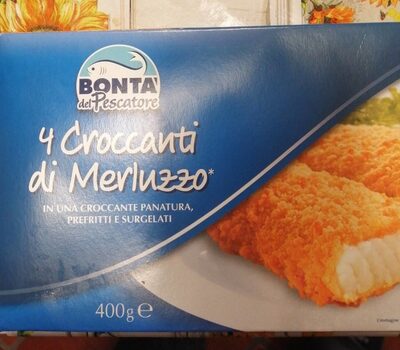 BONTA'
del Pescatore
4 Croccanti
di Merluzzo*
IN UNA CROCCANTE PANATURA,
PREFRITTI E SURGELATI
400g e